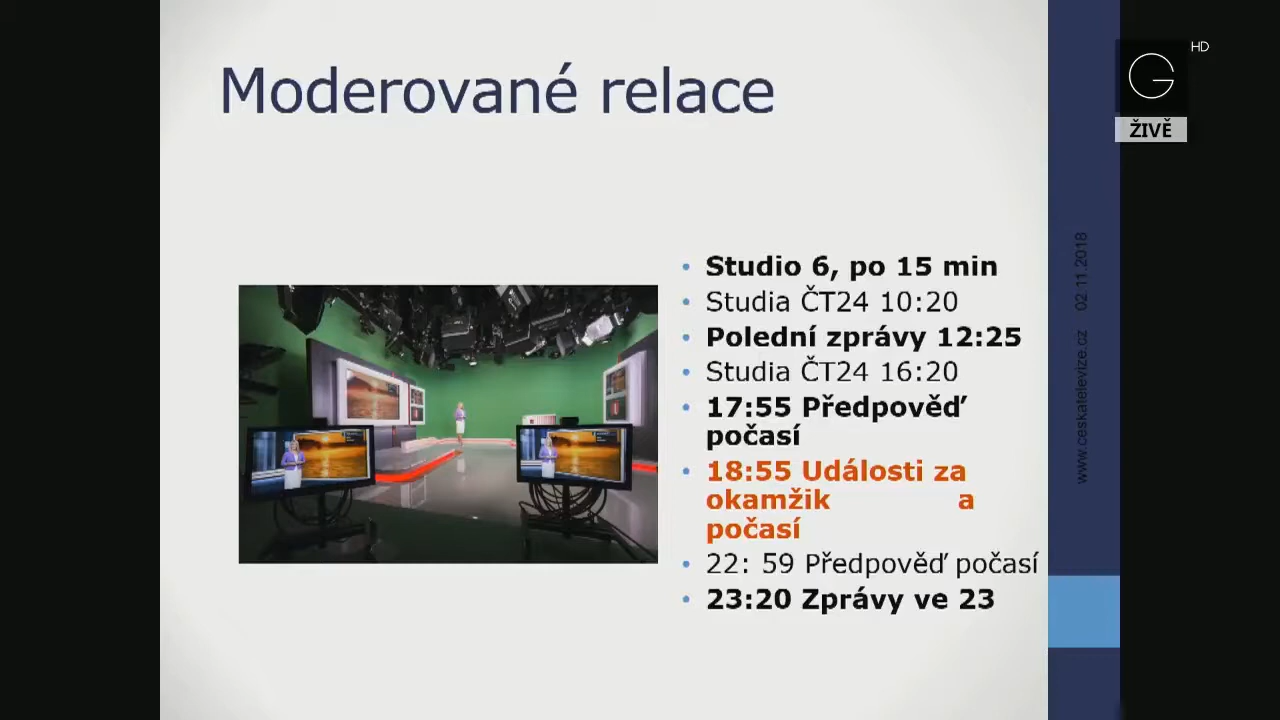 Moderované relace
HD
G
ŽIVĚ
Studio 6, po 15 min
Studia ČT24 10:20
Polední zprávy 12:25
Studia ČT24 16:20
17:55 Předpověď
počasí
18:55 Události za
okamžik a
počasí
22: 59 Předpověď počasí
23:20 Zprávy ve 23
www.ceskatelevize.cz 02.11.2018